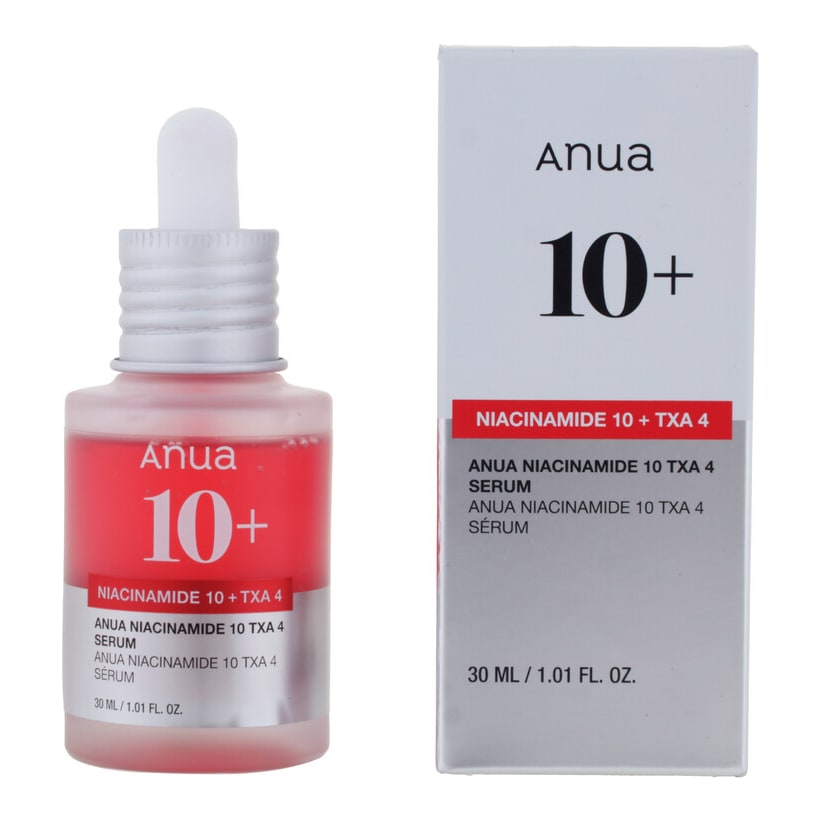 Anua
10+
NIACINAMIDE 10 + TXA 4
ANUA NIACINAMIDE 10 TXA 4
SERUM
ANUA NIACINAMIDE 10 TXA 4
SÉRUM
30 ML / 1.01 FL. OZ.
Anua
10+
NIACINAMIDE 10 + TXA 4
ANUA NIACINAMIDE 10 TXA 4
SERUM
ANUA NIACINAMIDE 10 TXA 4
SÉRUM
30 ML / 1.01 FL. OZ.